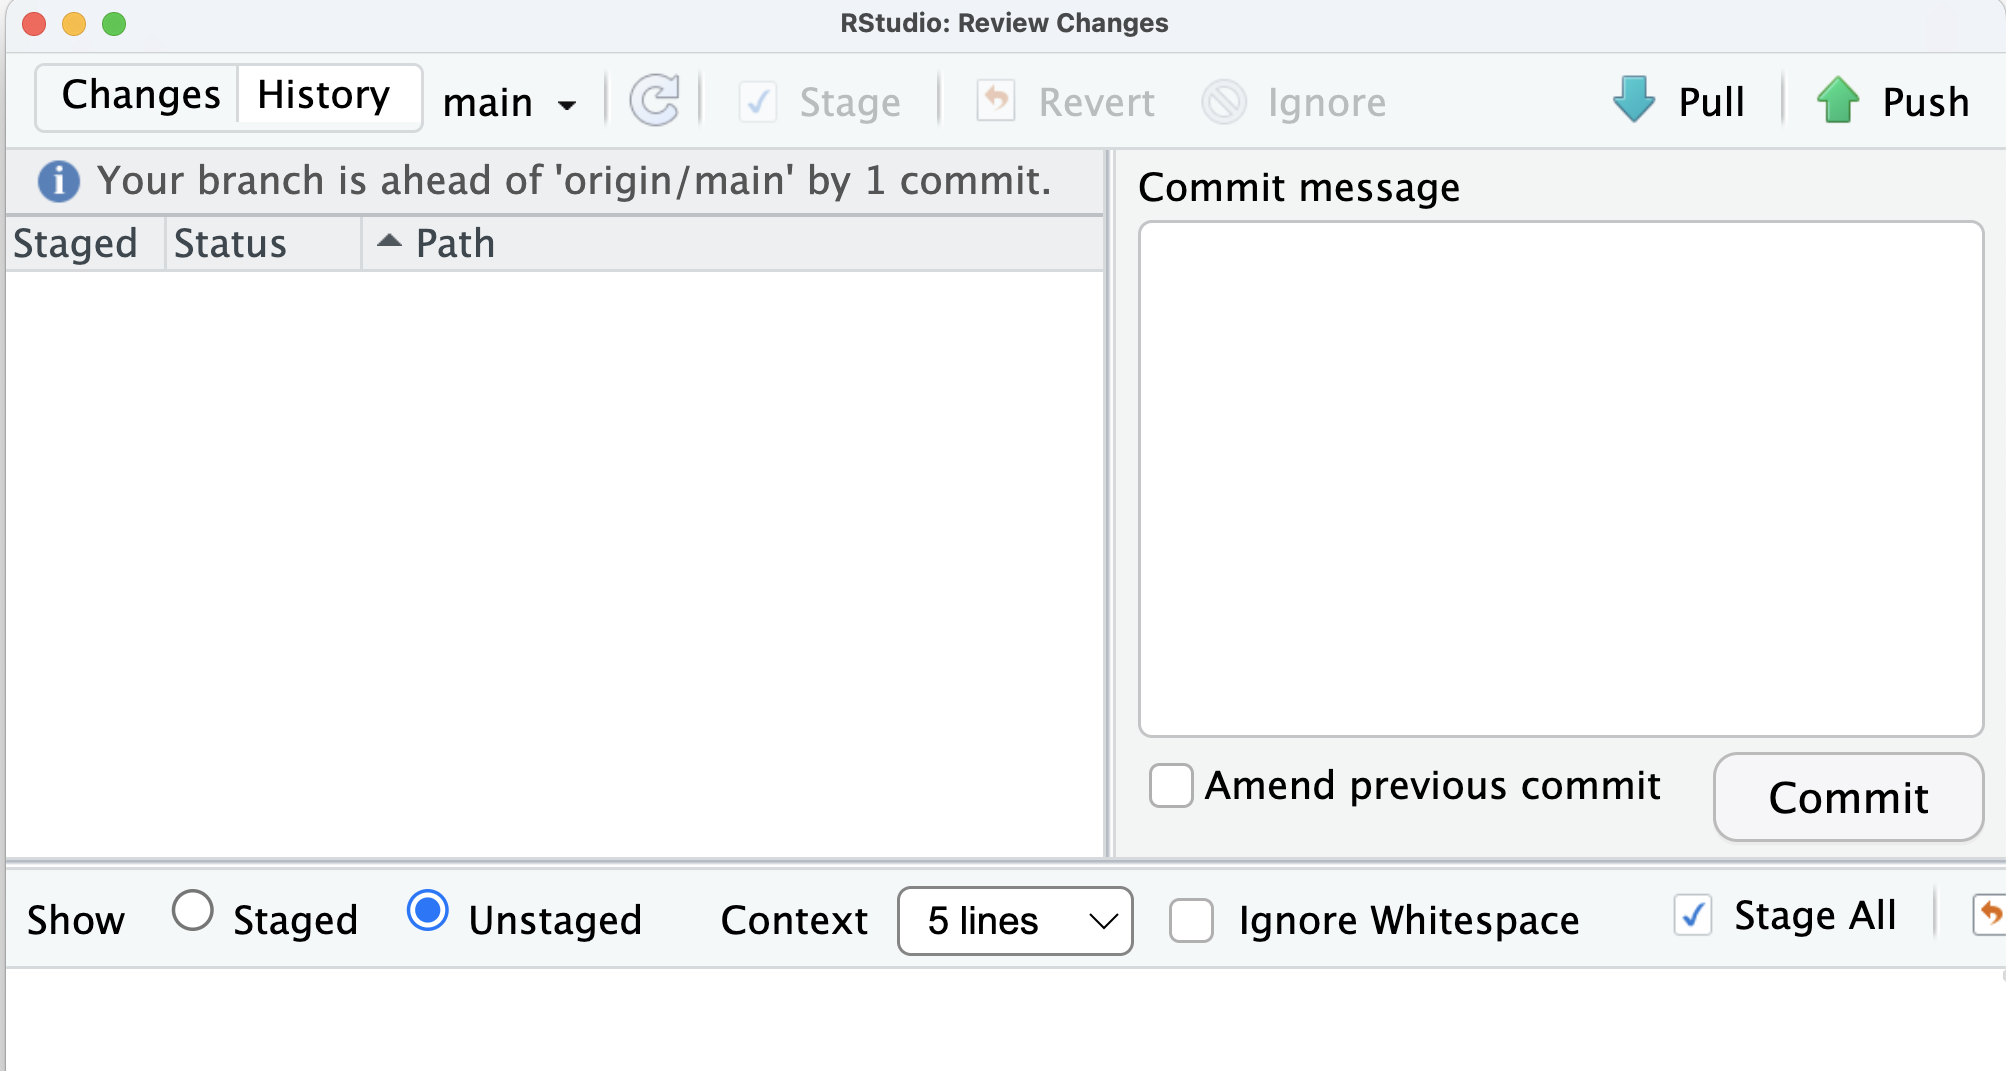 RStudio: Review Changes
Changes History main Stage Revert Ignore Pull Push
Your branch is ahead of 'origin/main' by 1 commit.
Staged Status Path
Commit message
Amend previous commit Commit
Show Staged Unstaged Context 5 lines Ignore Whitespace Stage All